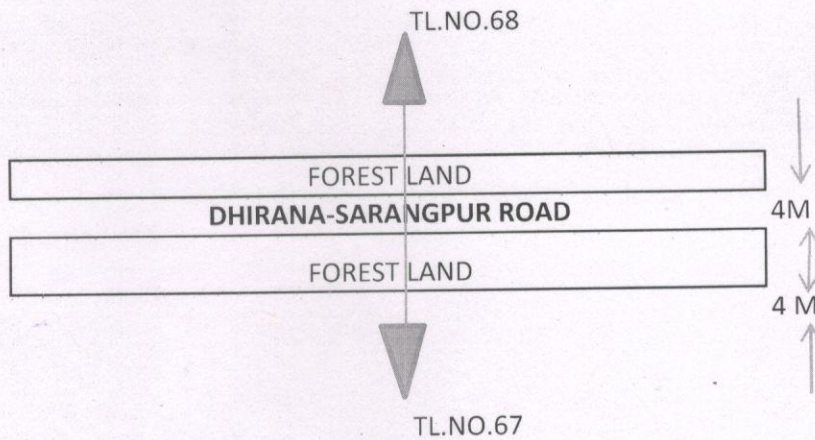 TL.NO.68
FOREST LAND
DHIRANA-SARANGPUR ROAD
4M
FOREST LAND
4 M
TL.NO.67